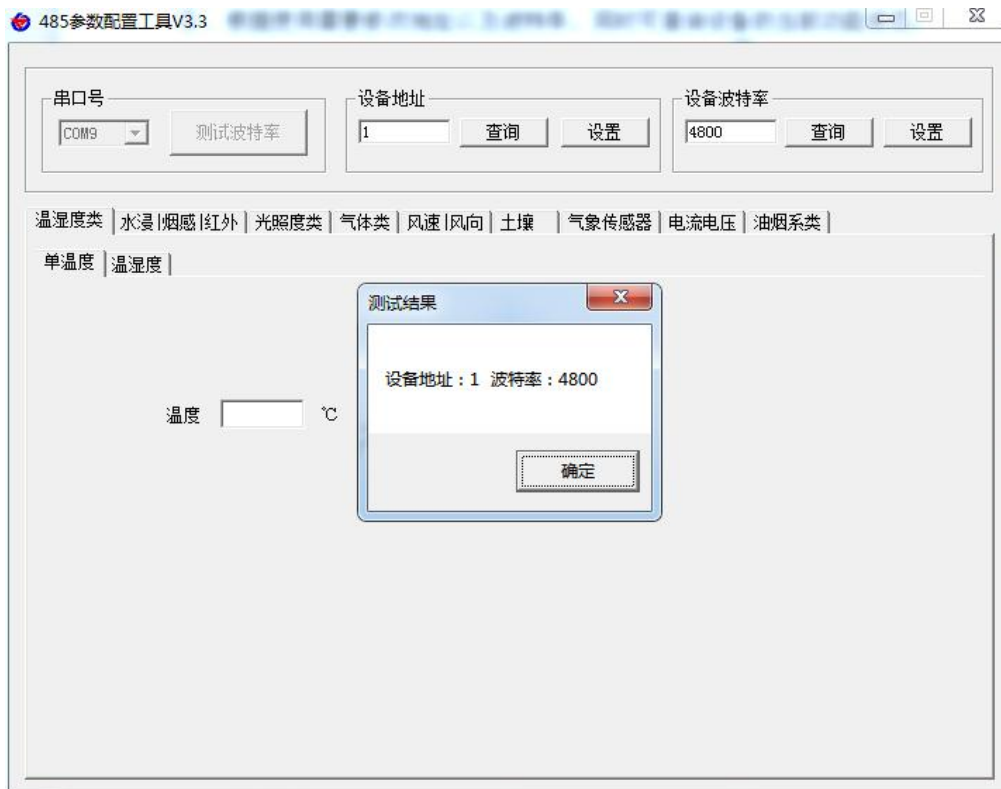 485参数配置工具V3.3
串口号
设备地址
设备波特率
COM9 测试波特率
1 查询 设置
4800 查询 设置
温湿度类 水浸|烟感|红外 光照度类 气体类 风速|风向 土壤 气象传感器 电流电压 油烟系类
单温度 温湿度
测试结果
设备地址：1 波特率：4800
温度 ℃
确定